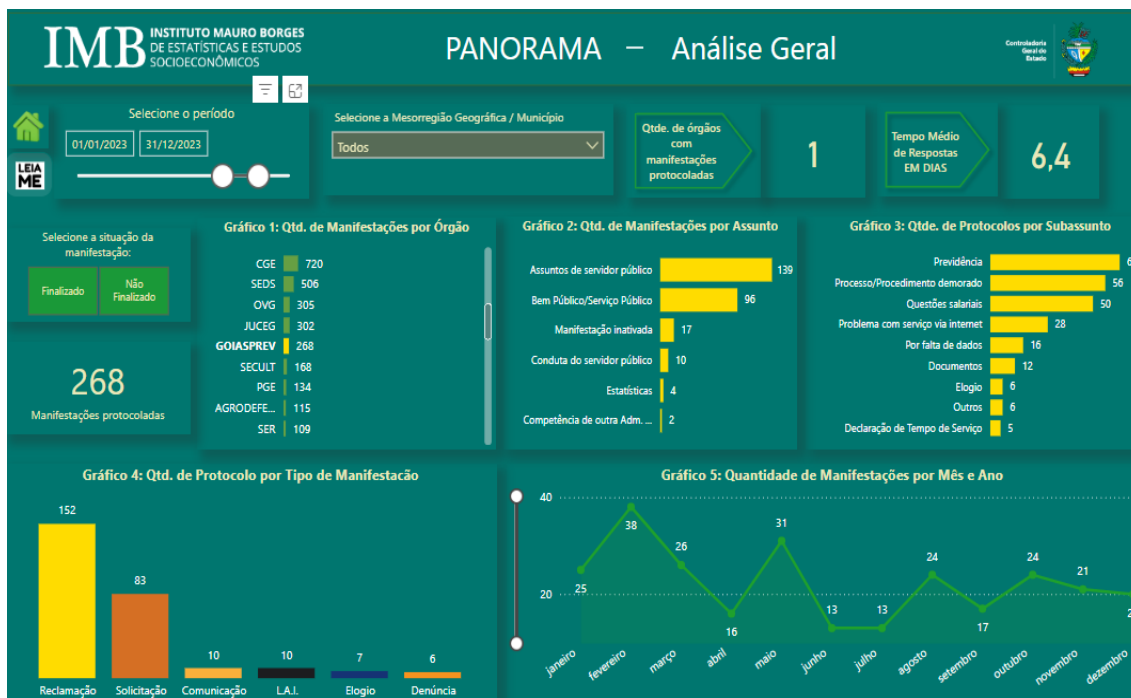 IMB INSTITUTO MAURO BORGES
DE ESTATÍSTICAS E ESTUDOS
SOCIOECONÔMICOS
PANORAMA – Análise Geral
Controladoria
Geral do
Estado
LEIA
ME
Selecione o período
01/01/2023 31/12/2023
Selecione a Mesorregião Geográfica / Município
Todos
Qtde. de órgãos
com
manifestações
protocoladas
1
Tempo Médio
de Respostas
EM DIAS
6,4
Selecione a situação da
manifestação:
Finalizado
Não
Finalizado
268
Manifestações protocoladas
Gráfico 1: Qtd. de Manifestações por Órgão
CGE 720
SEDS 506
OVG 305
JUCEG 302
GOIASPREV 268
SECULT 168
PGE 134
AGRODEFE... 115
SER 109
Gráfico 2: Qtd. de Manifestações por Assunto
Assuntos de servidor público 139
Bem Público/Serviço Público 96
Manifestação inativada 17
Conduta do servidor público 10
Estatísticas 4
Competência de outra Adm. ... 2
Gráfico 3: Qtde. de Protocolos por Subassunto
Previdência
Processo/Procedimento demorado 56
Questões salariais 50
Problema com serviço via internet 28
Por falta de dados 16
Documentos 12
Elogio 6
Outros 6
Declaração de Tempo de Serviço 5
Gráfico 4: Qtd. de Protocolo por Tipo de Manifestacão
152
83
10
10
7
6
Reclamação Solicitação Comunicação L.A.I. Elogio Denúncia
Gráfico 5: Quantidade de Manifestações por Mês e Ano
40
20
25
38
26
16
31
13
13
24
17
24
21
janeiro fevereiro março abril maio junho julho agosto setembro outubro novembro dezembro